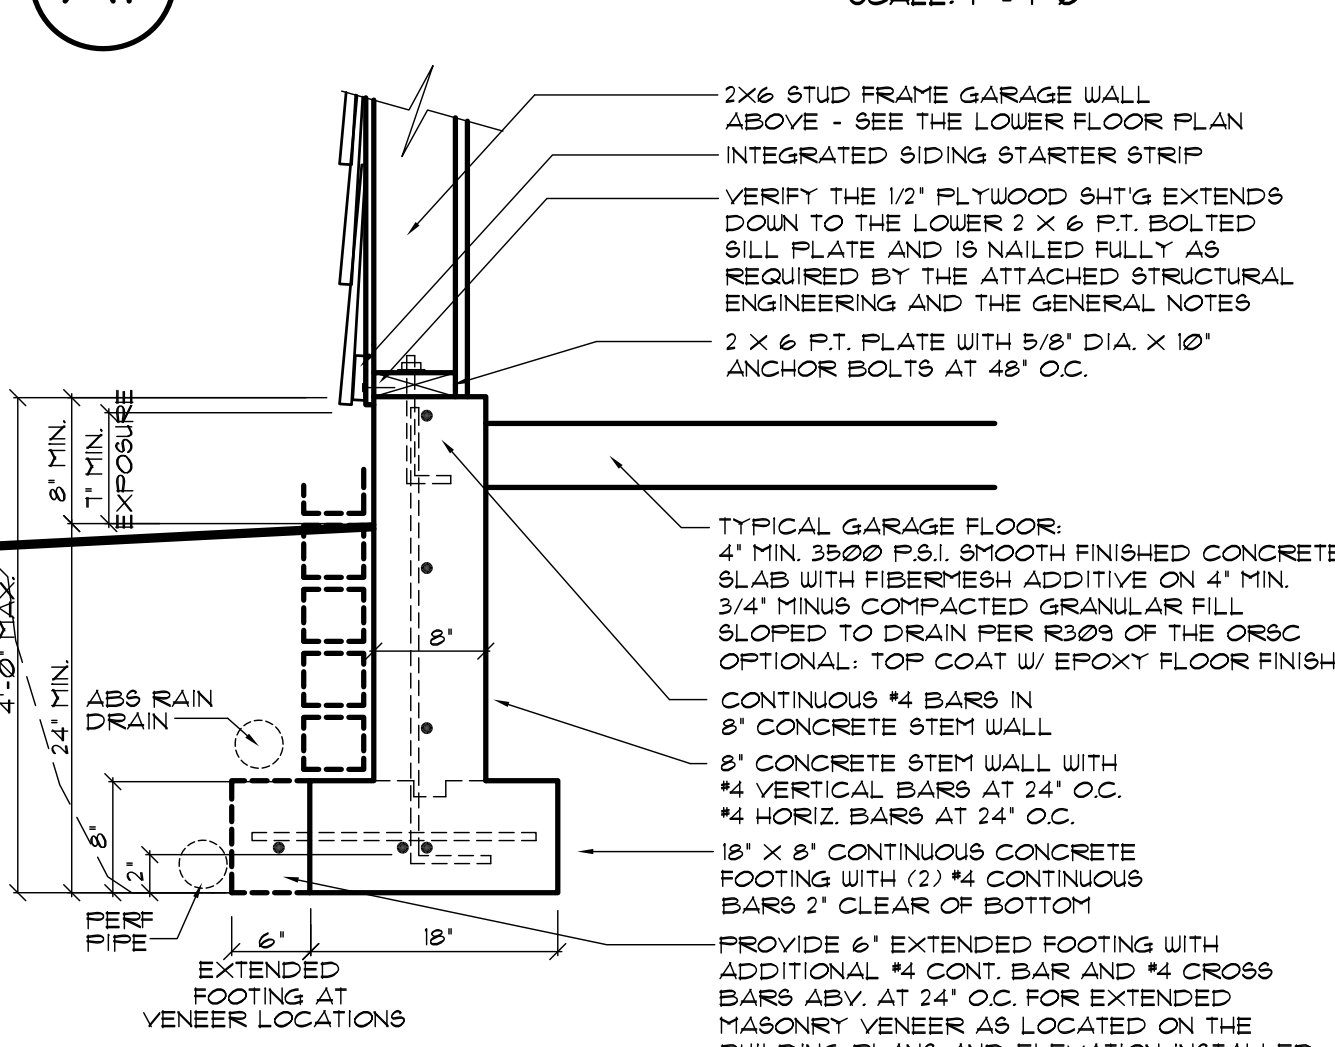 2X6 STUD FRAME GARAGE WALL
ABOVE - SEE THE LOWER FLOOR PLAN
INTEGRATED SIDING STARTER STRIP
VERIFY THE 1/2" PLYWOOD SHT'G EXTENDS
DOWN TO THE LOWER 2 X 6 P.T. BOLTED
SILL PLATE AND IS NAILED FULLY AS
REQUIRED BY THE ATTACHED STRUCTURAL
ENGINEERING AND THE GENERAL NOTES
2 X 6 P.T. PLATE WITH 5/8" DIA. X 10"
ANCHOR BOLTS AT 48" O.C.
8" MIN.
7" MIN.
EXPOSURE
TYPICAL GARAGE FLOOR:
4" MIN. 3500 P.S.I. SMOOTH FINISHED CONCRETE
SLAB WITH FIBERMESH ADDITIVE ON 4" MIN.
3/4" MINUS COMPACTED GRANULAR FILL
SLOPED TO DRAIN PER R309 OF THE ORSC
OPTIONAL: TOP COAT W/ EPOXY FLOOR FINISH
4'-0" MAX.
24" MIN.
8"
ABS RAIN
DRAIN
CONTINUOUS #4 BARS IN
8" CONCRETE STEM WALL
8" CONCRETE STEM WALL WITH
#4 VERTICAL BARS AT 24" O.C.
#4 HORIZ. BARS AT 24" O.C.
8"
2"
18" X 8" CONTINUOUS CONCRETE
FOOTING WITH (2) #4 CONTINUOUS
BARS 2" CLEAR OF BOTTOM
PERF
PIPE
6"
18"
EXTENDED
FOOTING AT
VENEER LOCATIONS
PROVIDE 6" EXTENDED FOOTING WITH
ADDITIONAL #4 CONT. BAR AND #4 CROSS
BARS ABV. AT 24" O.C. FOR EXTENDED
MASONRY VENEER AS LOCATED ON THE